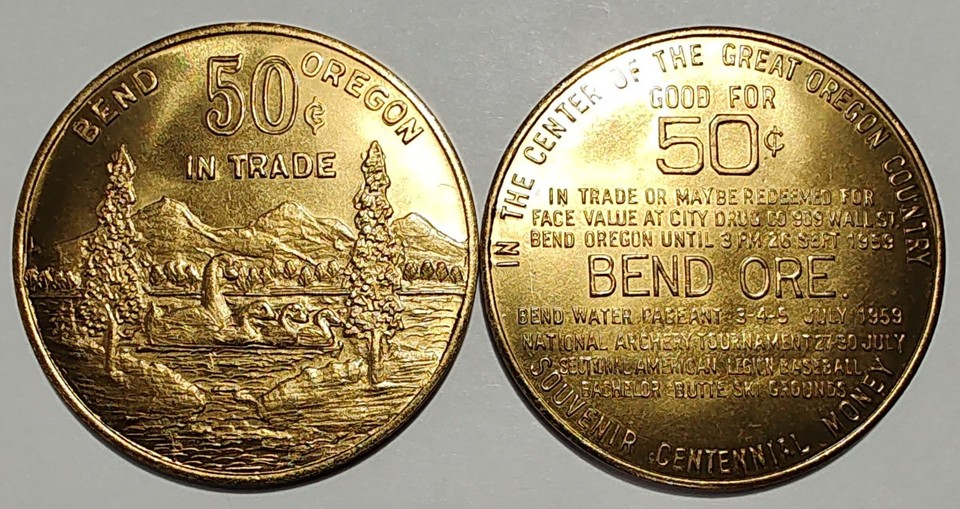 BEND OREGON
50¢
IN TRADE
IN THE CENTER OF THE GREAT OREGON COUNTRY
GOOD FOR
50¢
IN TRADE OR MAY BE REDEEMED FOR
FACE VALUE AT CITY DRUG CO 909 WALL ST.
BEND OREGON UNTIL 3 PM 26 SEPT 1959
BEND ORE.
BEND WATER PAGEANT 3-4-5 JULY 1959
NATIONAL ARCHERY TOURNAMENT 27-30 JULY
AMERICAN LEGION BASEBALL
BACHELOR BUTTE SKI GROUNDS
SOUVENIR CENTENNIAL MONEY